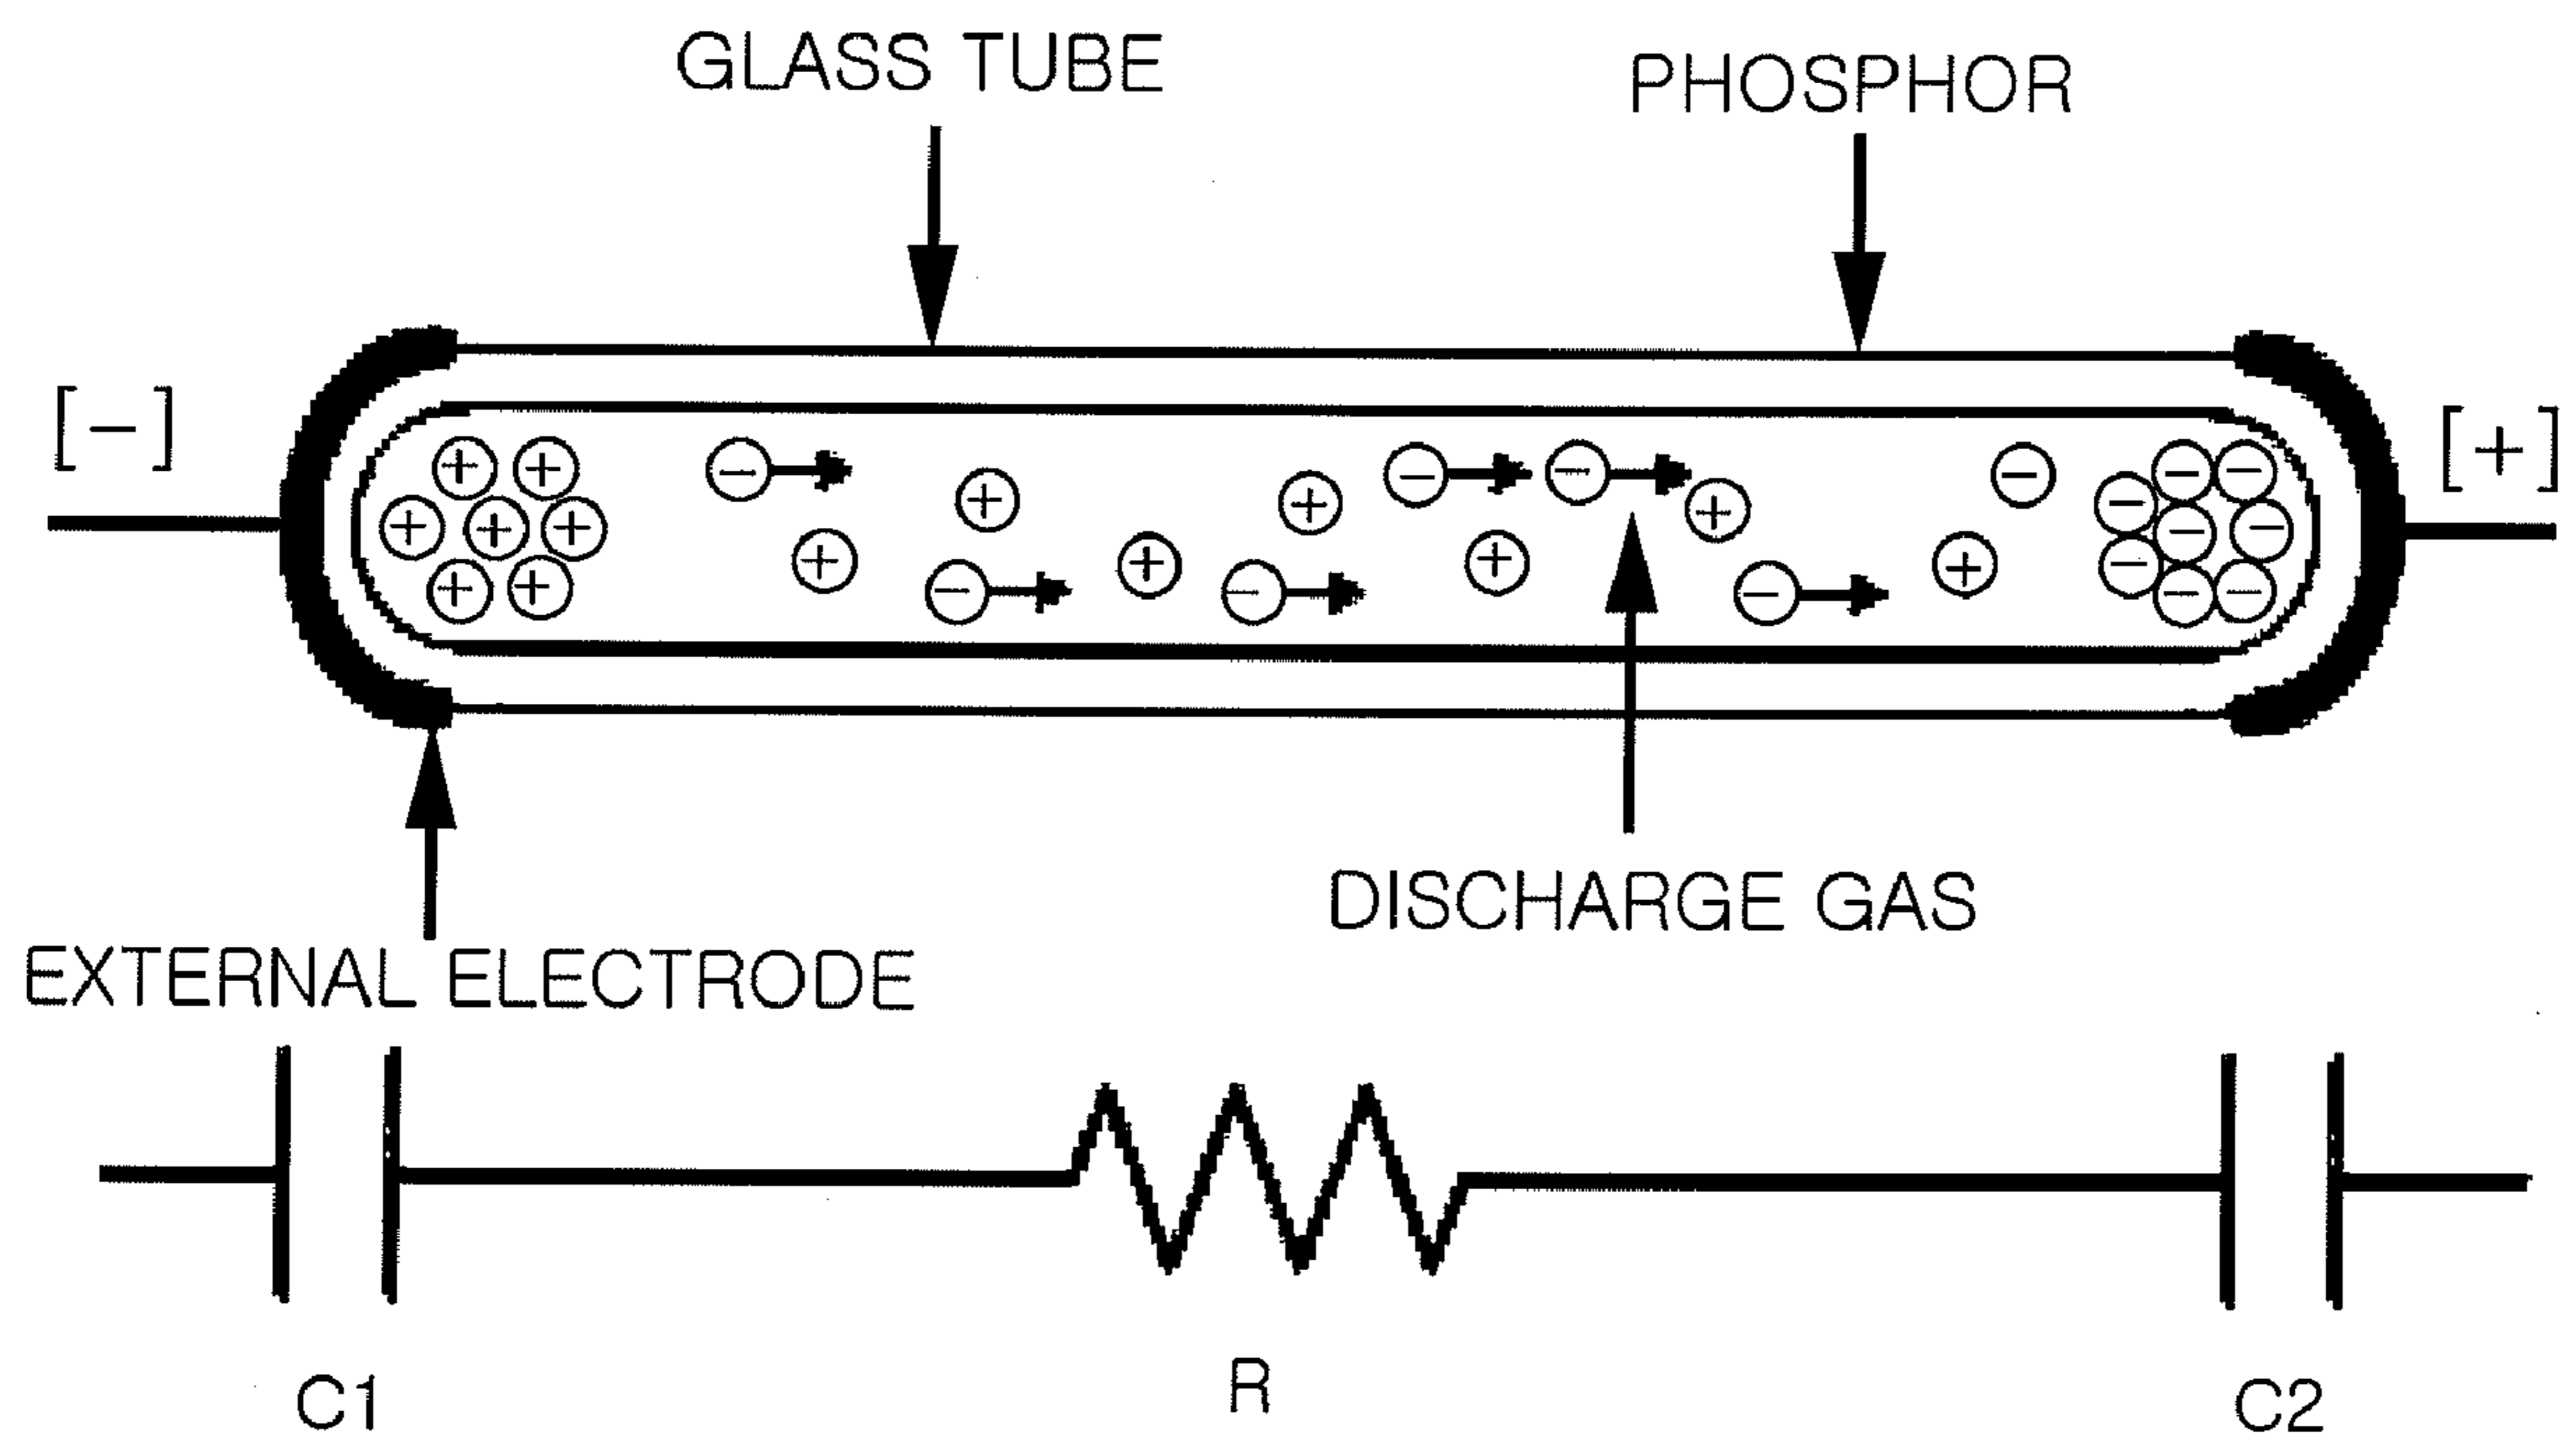 GLASS TUBE
PHOSPHOR
[-]
[+]
DISCHARGE GAS
EXTERNAL ELECTRODE
C1
R
C2